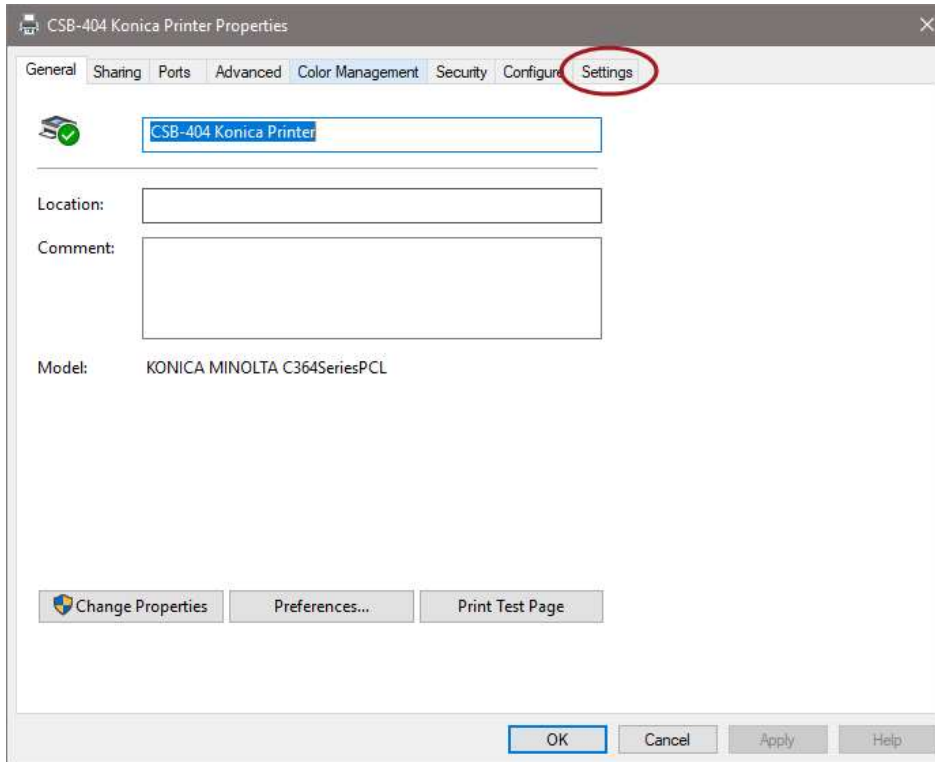 CSB-404 Konica Printer Properties
General Sharing Ports Advanced Color Management Security Configure Settings
CSB-404 Konica Printer
Location:
Comment:
Model: KONICA MINOLTA C364SeriesPCL
Change Properties Preferences... Print Test Page
OK Cancel Apply Help